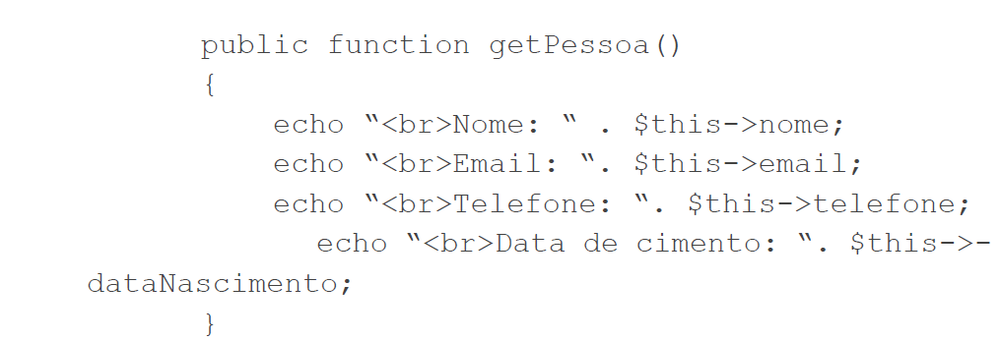 public function getPessoa()
{
echo “<br>Nome: “ . $this->nome;
echo “<br>Email: “. $this->email;
echo “<br>Telefone: “. $this->telefone;
echo “<br>Data de cimento: “. $this->-
dataNascimento;
}